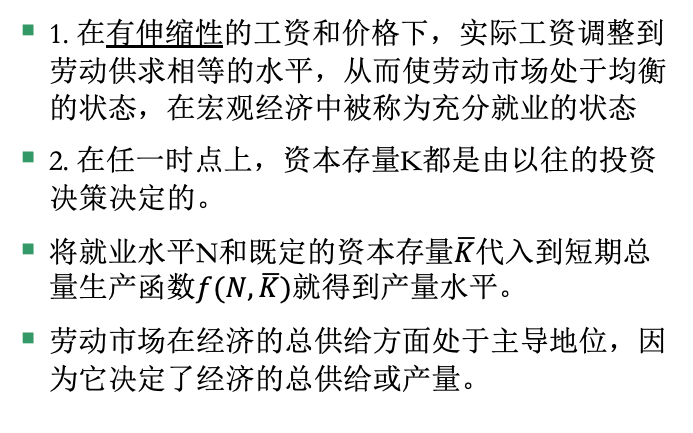 ▪ 1. 在有伸缩性的工资和价格下，实际工资调整到
劳动供求相等的水平，从而使劳动市场处于均衡
的状态，在宏观经济中被称为充分就业的状态
▪ 2. 在任一时点上，资本存量K都是由以往的投资
决策决定的。
▪ 将就业水平N和既定的资本存量K̅代入到短期总
量生产函数f(N, K̅)就得到产量水平。
▪ 劳动市场在经济的总供给方面处于主导地位，因
为它决定了经济的总供给或产量。